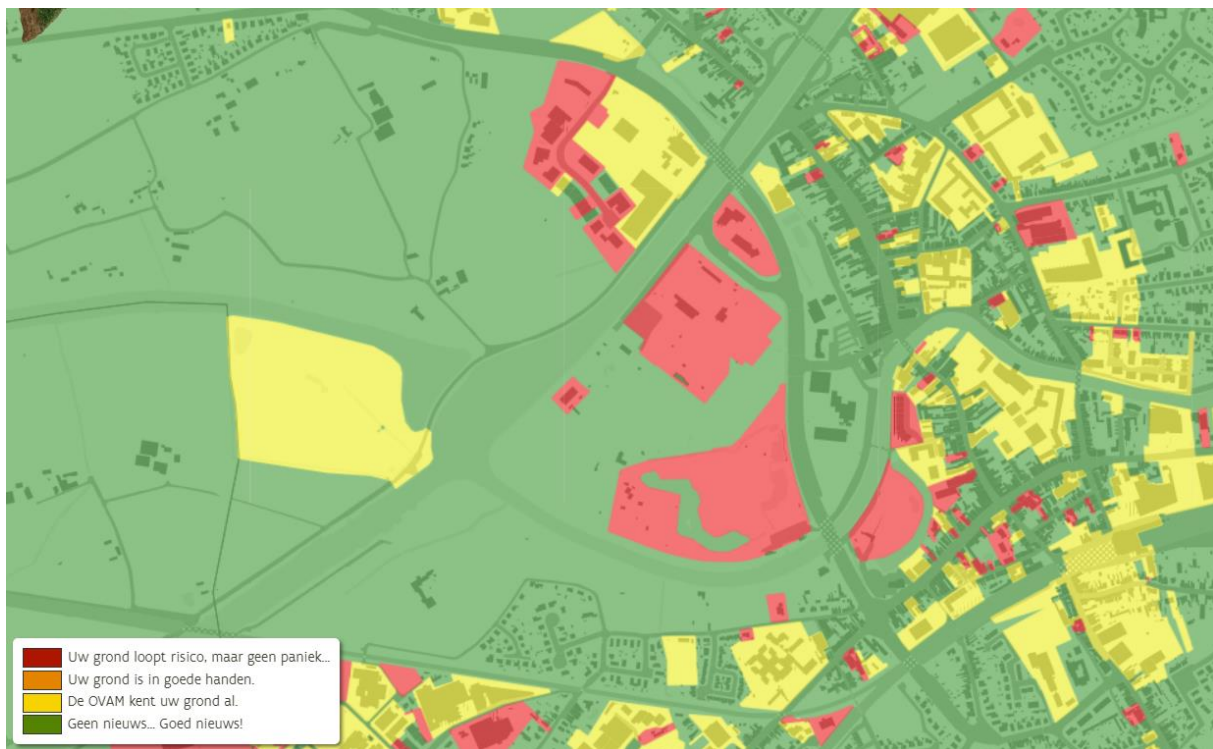 Uw grond loopt risico, maar geen paniek...
Uw grond is in goede handen.
De OVAM kent uw grond al.
Geen nieuws... Goed nieuws!